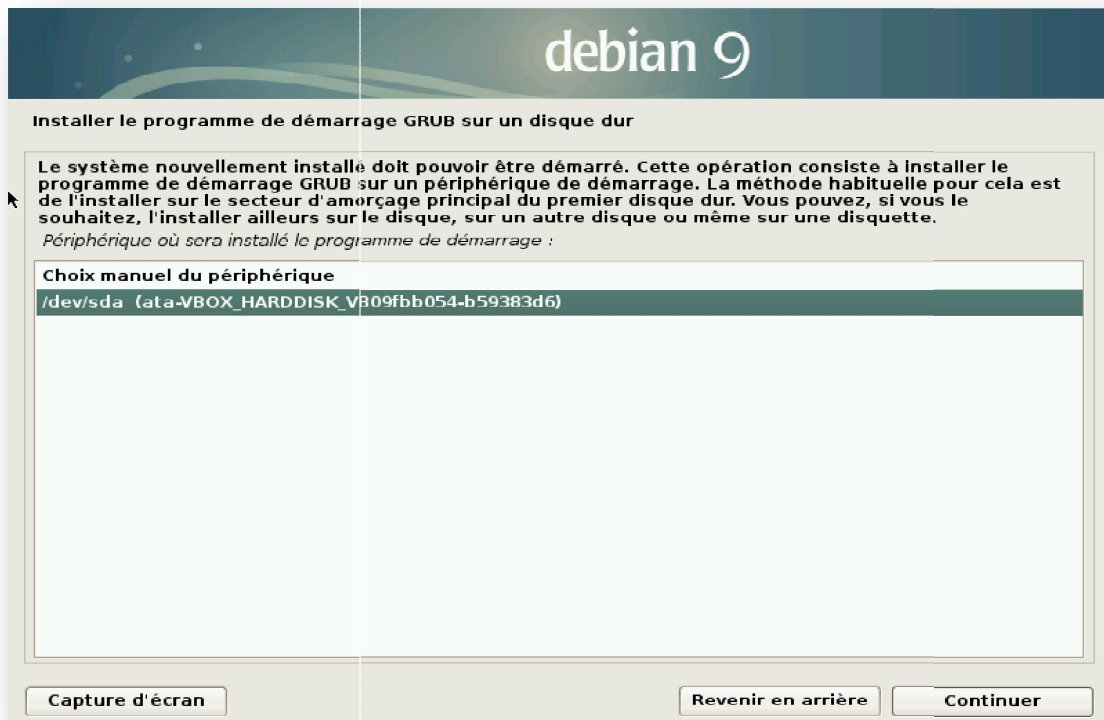 debian 9
Installer le programme de démarrage GRUB sur un disque dur
Le système nouvellement installé doit pouvoir être démarré. Cette opération consiste à installer le
programme de démarrage GRUB sur un périphérique de démarrage. La méthode habituelle pour cela est
de l'installer sur le secteur d'amorçage principal du premier disque dur. Vous pouvez, si vous le
souhaitez, l'installer ailleurs sur le disque, sur un autre disque ou même sur une disquette.
Périphérique où sera installé le programme de démarrage :
Choix manuel du périphérique
/dev/sda (ata-VBOX_HARDDISK_VB09fbb054-b59383d6)
Capture d'écran
Revenir en arrière
Continuer